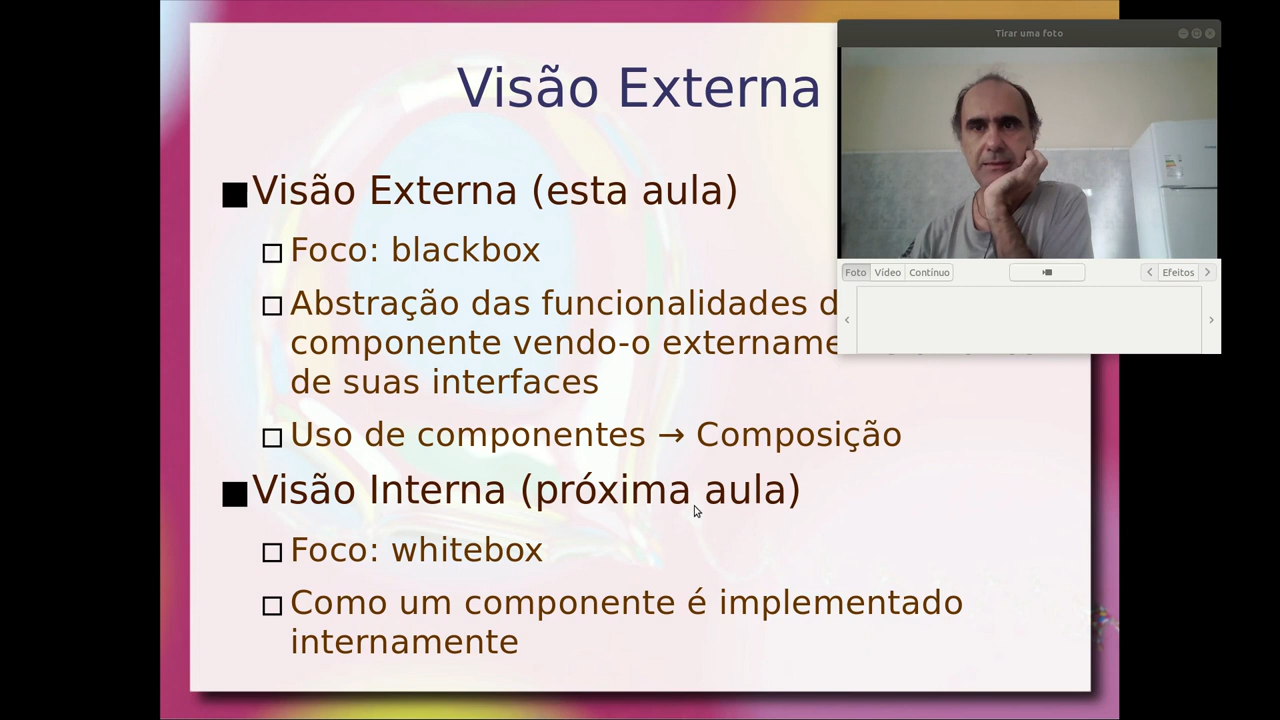 Visão Externa
Tirar uma foto
Visão Externa (esta aula)
Foco: blackbox
Abstração das funcionalidades
componente vendo-o
de suas interfaces
Uso de componentes → Composição
Visão Interna (próxima aula)
Foco: whitebox
Como um componente é implementado
internamente
Foto Vídeo Contínuo Efeitos